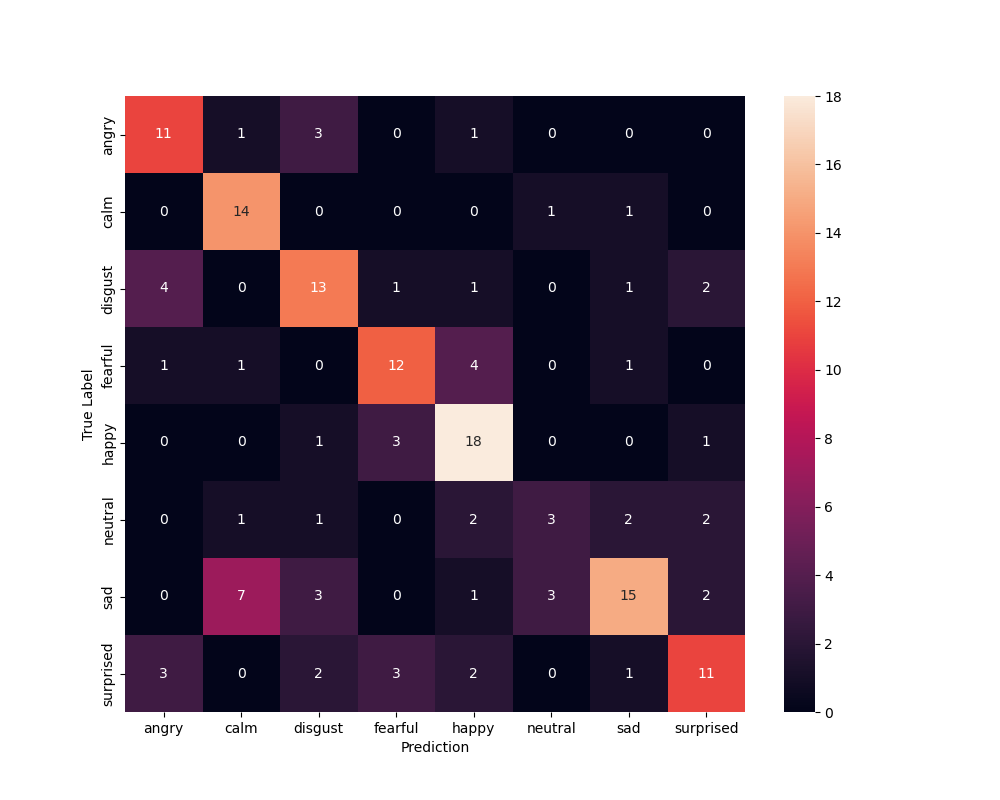 angry 11 1 3 0 1 0 0 0
calm 0 14 0 0 0 1 1 0
disgust 4 0 13 1 1 0 1 2
fearful 1 1 0 12 4 0 1 0
happy 0 0 1 3 18 0 0 1
neutral 0 1 1 0 2 3 2 2
sad 0 7 3 0 1 3 15 2
surprised 3 0 2 3 2 0 1 11
angry calm disgust fearful happy neutral sad surprised
Prediction
True Label
18
16
14
12
10
8
6
4
2
0